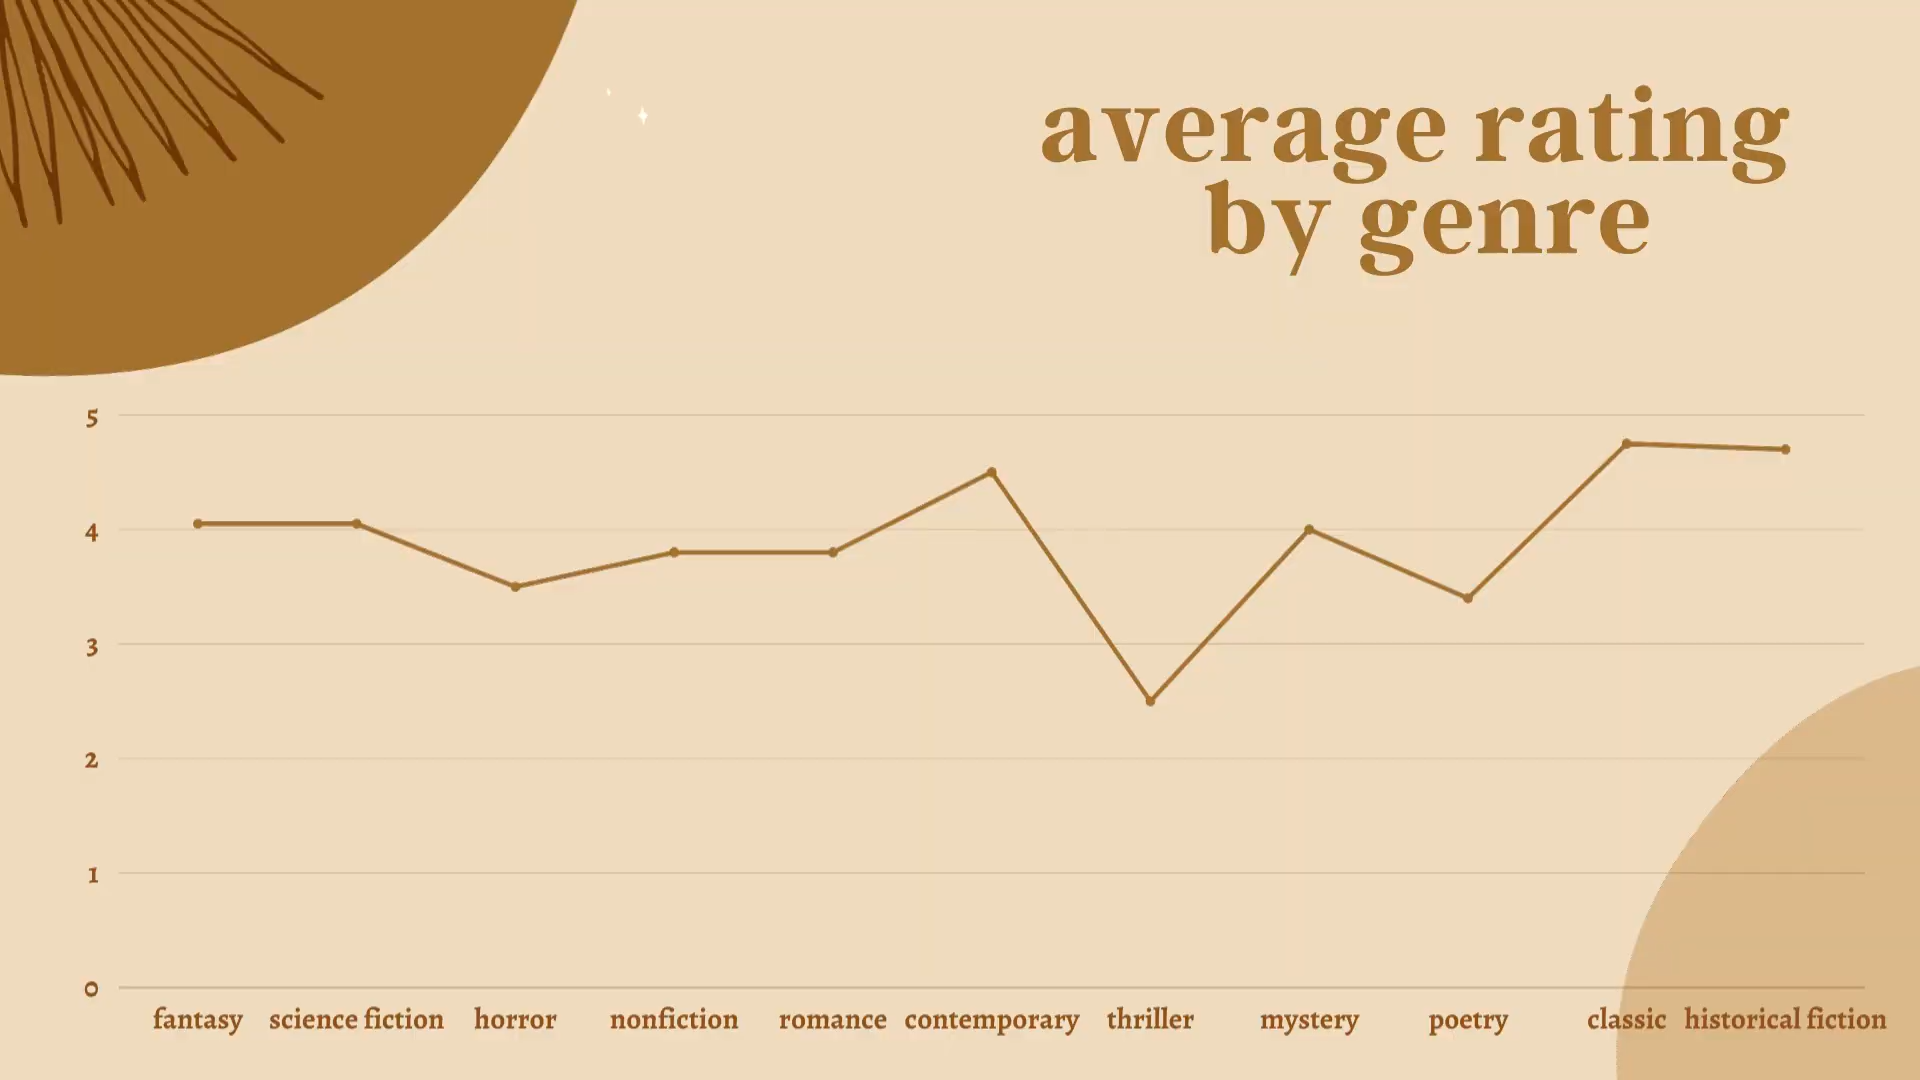 average rating
by genre
5
4
3
2
1
0
fantasy science fiction horror nonfiction romance contemporary thriller mystery poetry classic historical fiction